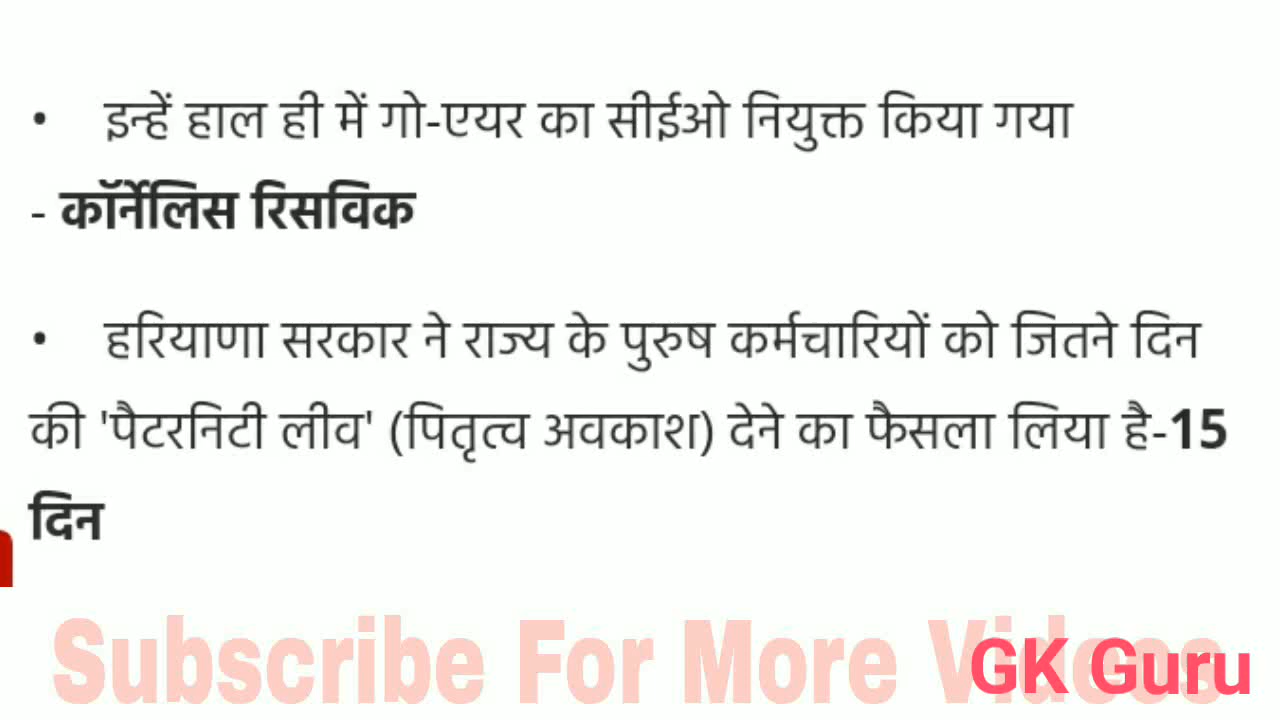 • इन्हें हाल ही में गो-एयर का सीईओ नियुक्त किया गया
- कॉर्नेलिस रिसविक
• हरियाणा सरकार ने राज्य के पुरुष कर्मचारियों को जितने दिन
की 'पैटरनिटी लीव' (पितृत्व अवकाश) देने का फैसला लिया है-15
दिन
Subscribe For More Videos
GK Guru